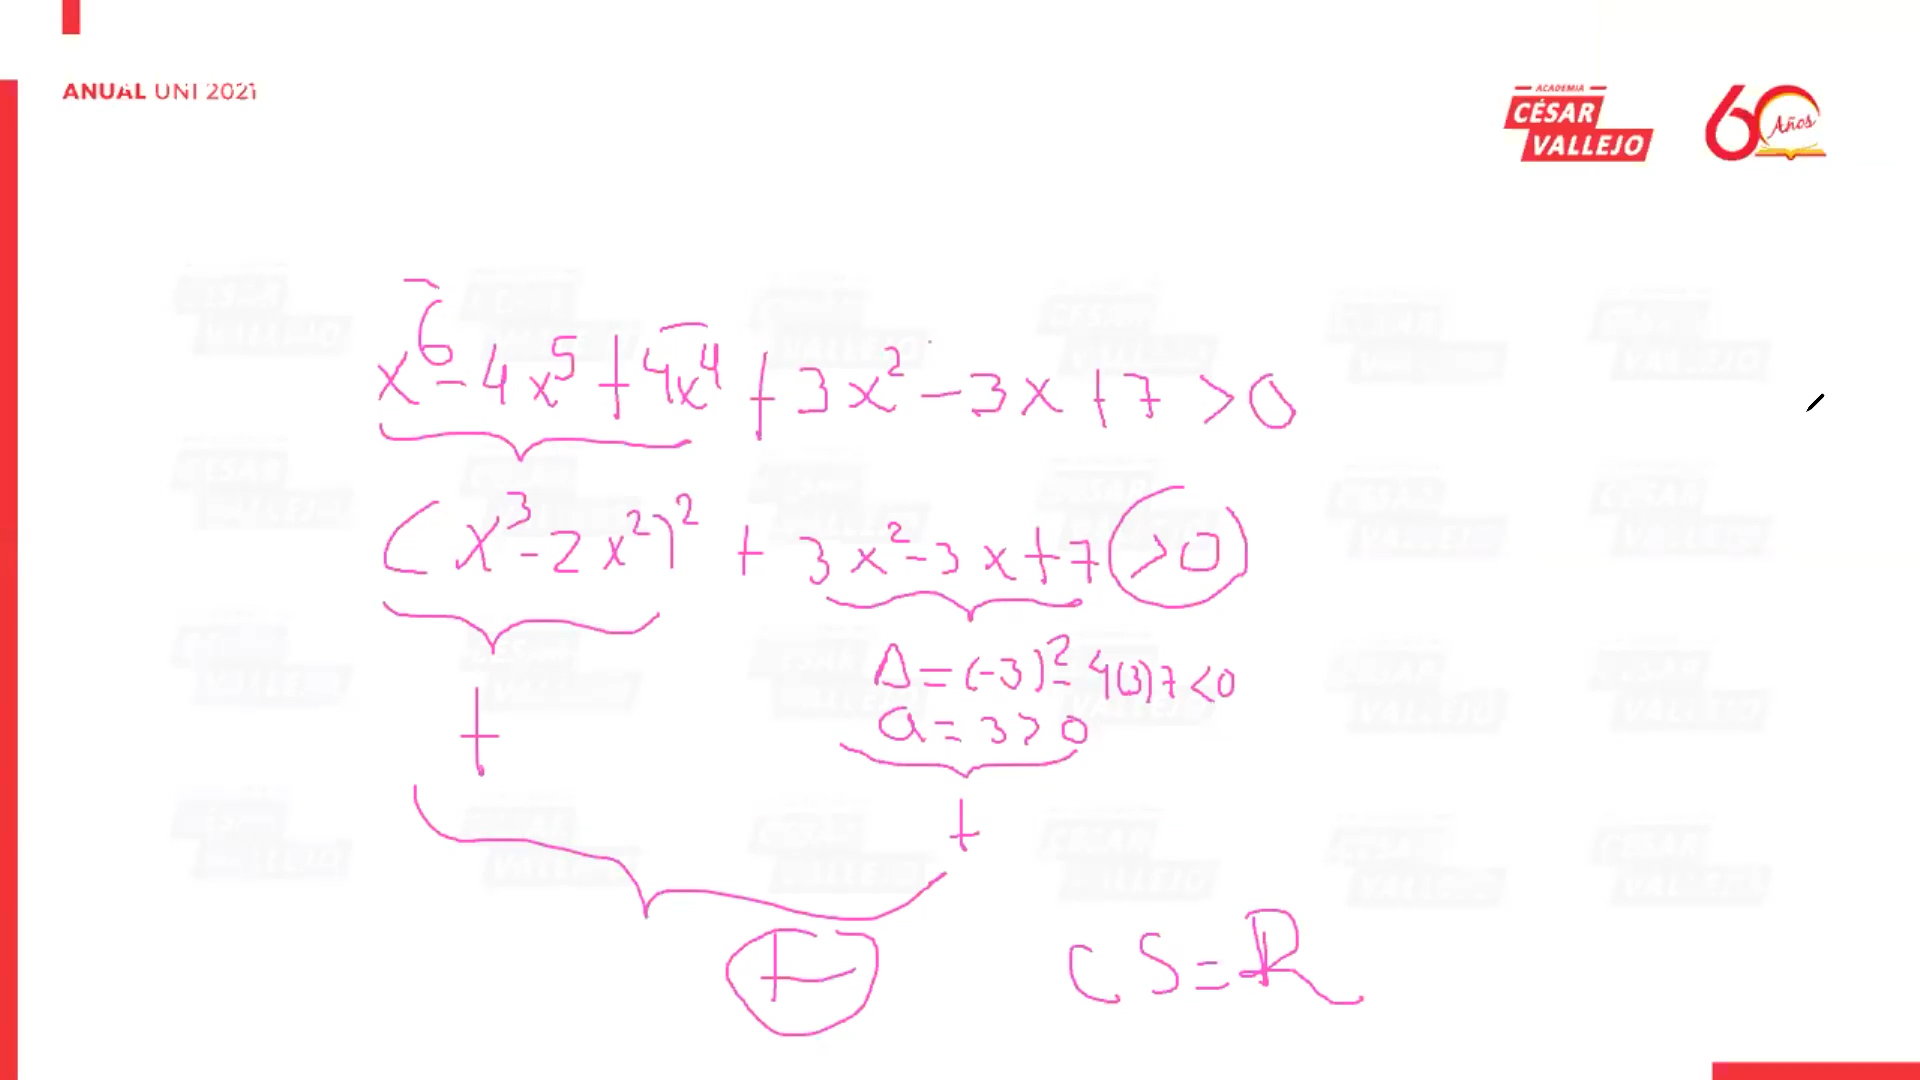 ANUAL UNI 2021
ACADEMIA
CÉSAR
VALLEJO
60 Años
x⁶ - 4x⁵ + 4x⁴ + 3x² - 3x + 7 > 0
(x³ - 2x²)² + 3x² - 3x + 7 > 0
Δ = (-3)² - 4(3)7 < 0
a = 3 > 0
+
+
+
CS = ℝ